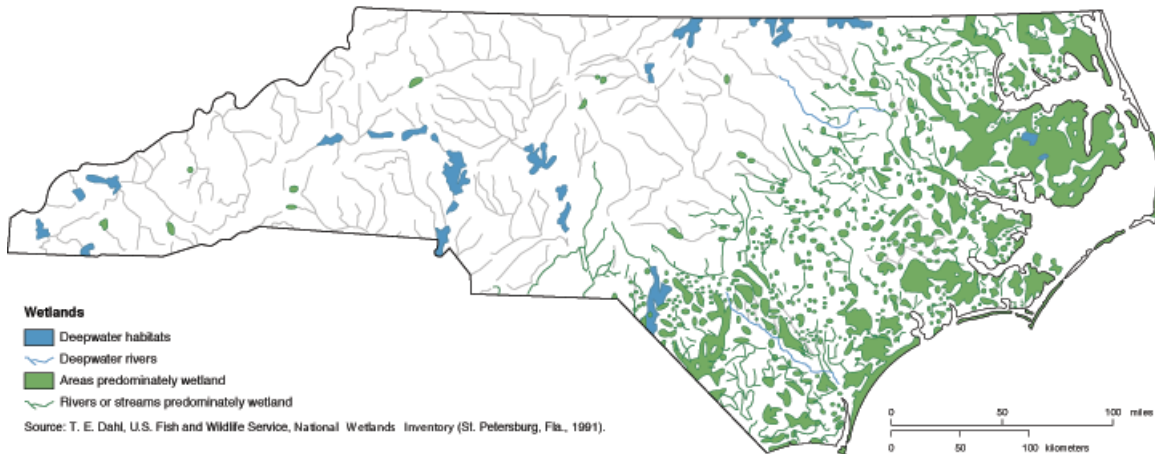 Wetlands
Deepwater habitats
Deepwater rivers
Areas predominately wetland
Rivers or streams predominately wetland
Source: T. E. Dahl, U.S. Fish and Wildlife Service, National Wetlands Inventory (St. Petersburg, Fla., 1991).
0 50 100 miles
0 50 100 kilometers